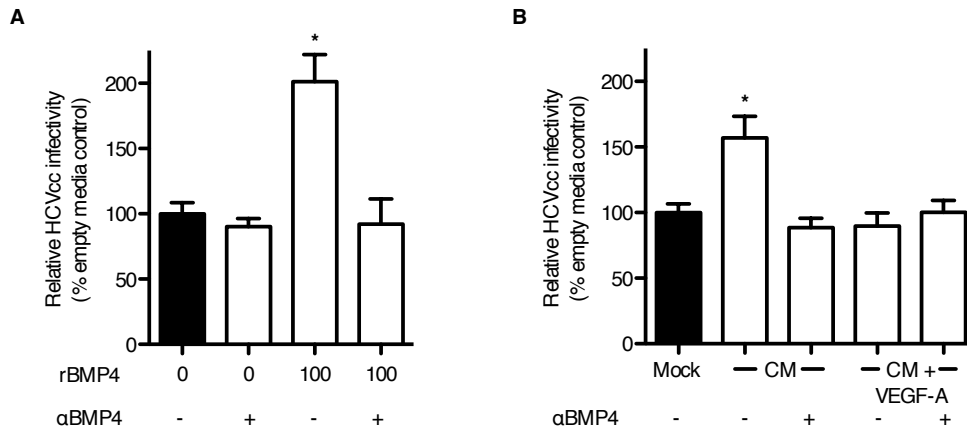 A
Relative HCVcc infectivity
(% empty media control)
200
150
100
50
0
*
rBMP4 0 0 100 100
αBMP4 - + - +
B
Relative HCVcc infectivity
(% empty media control)
200
150
100
50
0
*
Mock CM CM +
VEGF-A
αBMP4 - - + - +